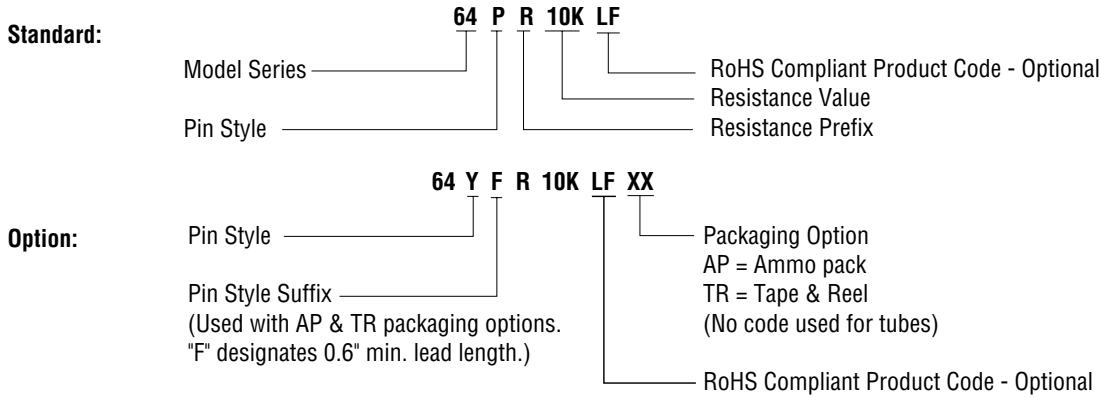 64 P R 10K LF
Standard:
Model Series
RoHS Compliant Product Code - Optional
Resistance Value
Pin Style
Resistance Prefix
64 Y F R 10K LF XX
Option:
Pin Style
Packaging Option
AP = Ammo pack
Pin Style Suffix
TR = Tape & Reel
(Used with AP & TR packaging options.
(No code used for tubes)
"F" designates 0.6" min. lead length.)
RoHS Compliant Product Code - Optional